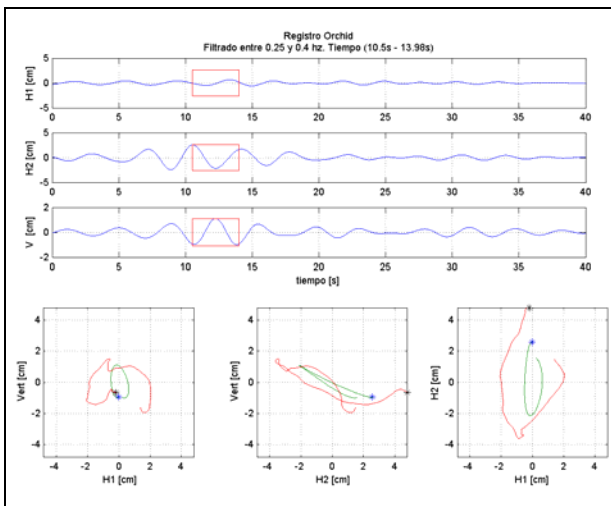 Registro Orchid
Filtrado entre 0.25 y 0.4 hz. Tiempo (10.5s - 13.98s)
5
0
-5
H1 [cm]
0 5 10 15 20 25 30 35 40
5
0
-5
H2 [cm]
0 5 10 15 20 25 30 35 40
2
0
-2
V [cm]
0 5 10 15 20 25 30 35 40
tiempo [s]
4
2
0
-2
-4
Vert [cm]
-4 -2 0 2 4
H1 [cm]
4
2
0
-2
-4
Vert [cm]
-4 -2 0 2 4
H2 [cm]
4
2
0
-2
-4
H2 [cm]
-4 -2 0 2 4
H1 [cm]